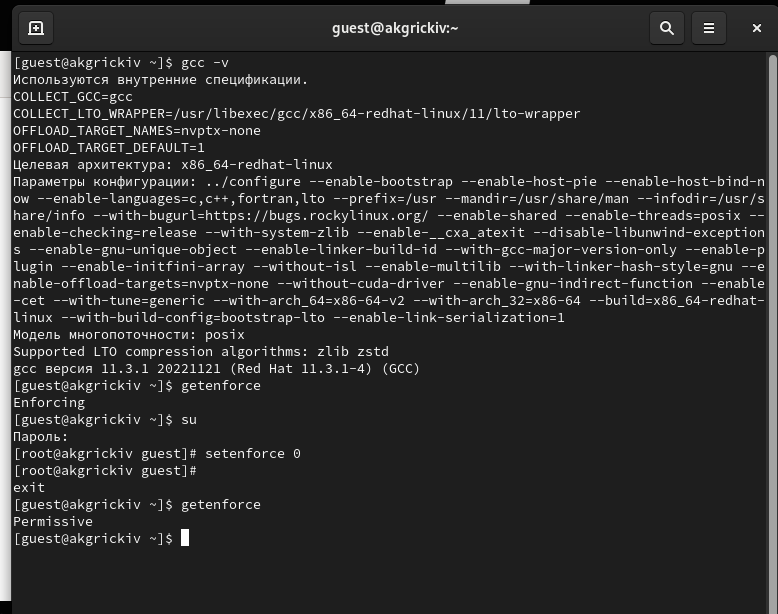 guest@akgrickiv:~
[guest@akgrickiv ~]$ gcc -v
Используются внутренние спецификации.
COLLECT_GCC=gcc
COLLECT_LTO_WRAPPER=/usr/libexec/gcc/x86_64-redhat-linux/11/lto-wrapper
OFFLOAD_TARGET_NAMES=nvptx-none
OFFLOAD_TARGET_DEFAULT=1
Целевая архитектура: x86_64-redhat-linux
Параметры конфигурации: ../configure --enable-bootstrap --enable-host-pie --enable-host-bind-n
ow --enable-languages=c,c++,fortran,lto --prefix=/usr --mandir=/usr/share/man --infodir=/usr/s
hare/info --with-bugurl=https://bugs.rockylinux.org/ --enable-shared --enable-threads=posix --
enable-checking=release --with-system-zlib --enable-__cxa_atexit --disable-libunwind-exception
s --enable-gnu-unique-object --enable-linker-build-id --with-gcc-major-version-only --enable-p
lugin --enable-initfini-array --without-isl --enable-multilib --with-linker-hash-style=gnu --e
nable-offload-targets=nvptx-none --without-cuda-driver --enable-gnu-indirect-function --enable
-cet --with-tune=generic --with-arch_64=x86-64-v2 --with-arch_32=x86-64 --build=x86_64-redhat-
linux --with-build-config=bootstrap-lto --enable-link-serialization=1
Модель многопоточности: posix
Supported LTO compression algorithms: zlib zstd
gcc версия 11.3.1 20221121 (Red Hat 11.3.1-4) (GCC)
[guest@akgrickiv ~]$ getenforce
Enforcing
[guest@akgrickiv ~]$ su
Пароль:
[root@akgrickiv guest]# setenforce 0
[root@akgrickiv guest]#
exit
[guest@akgrickiv ~]$ getenforce
Permissive
[guest@akgrickiv ~]$